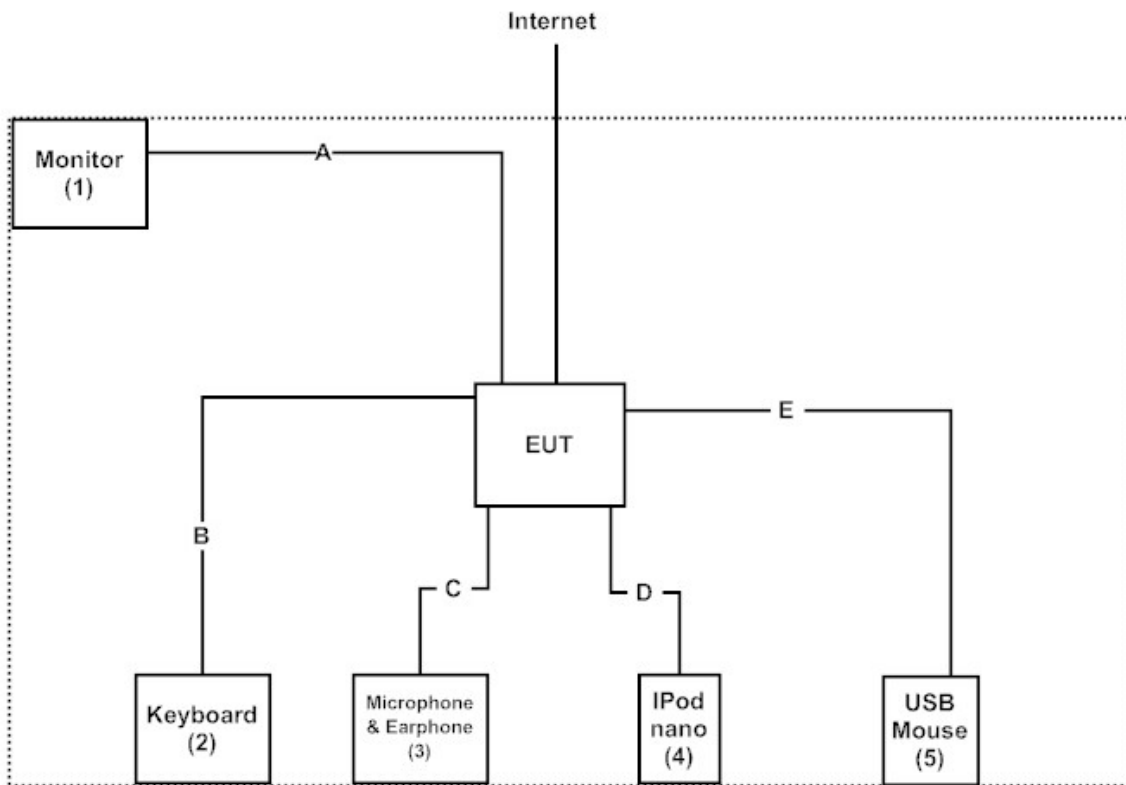 Internet
Monitor
(1)
A
EUT
E
B
C
D
Keyboard
(2)
Microphone
& Earphone
(3)
IPod
nano
(4)
USB
Mouse
(5)